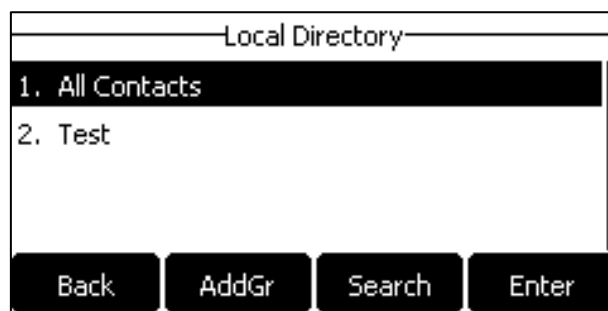 Local Directory
1. All Contacts
2. Test
Back AddGr Search Enter